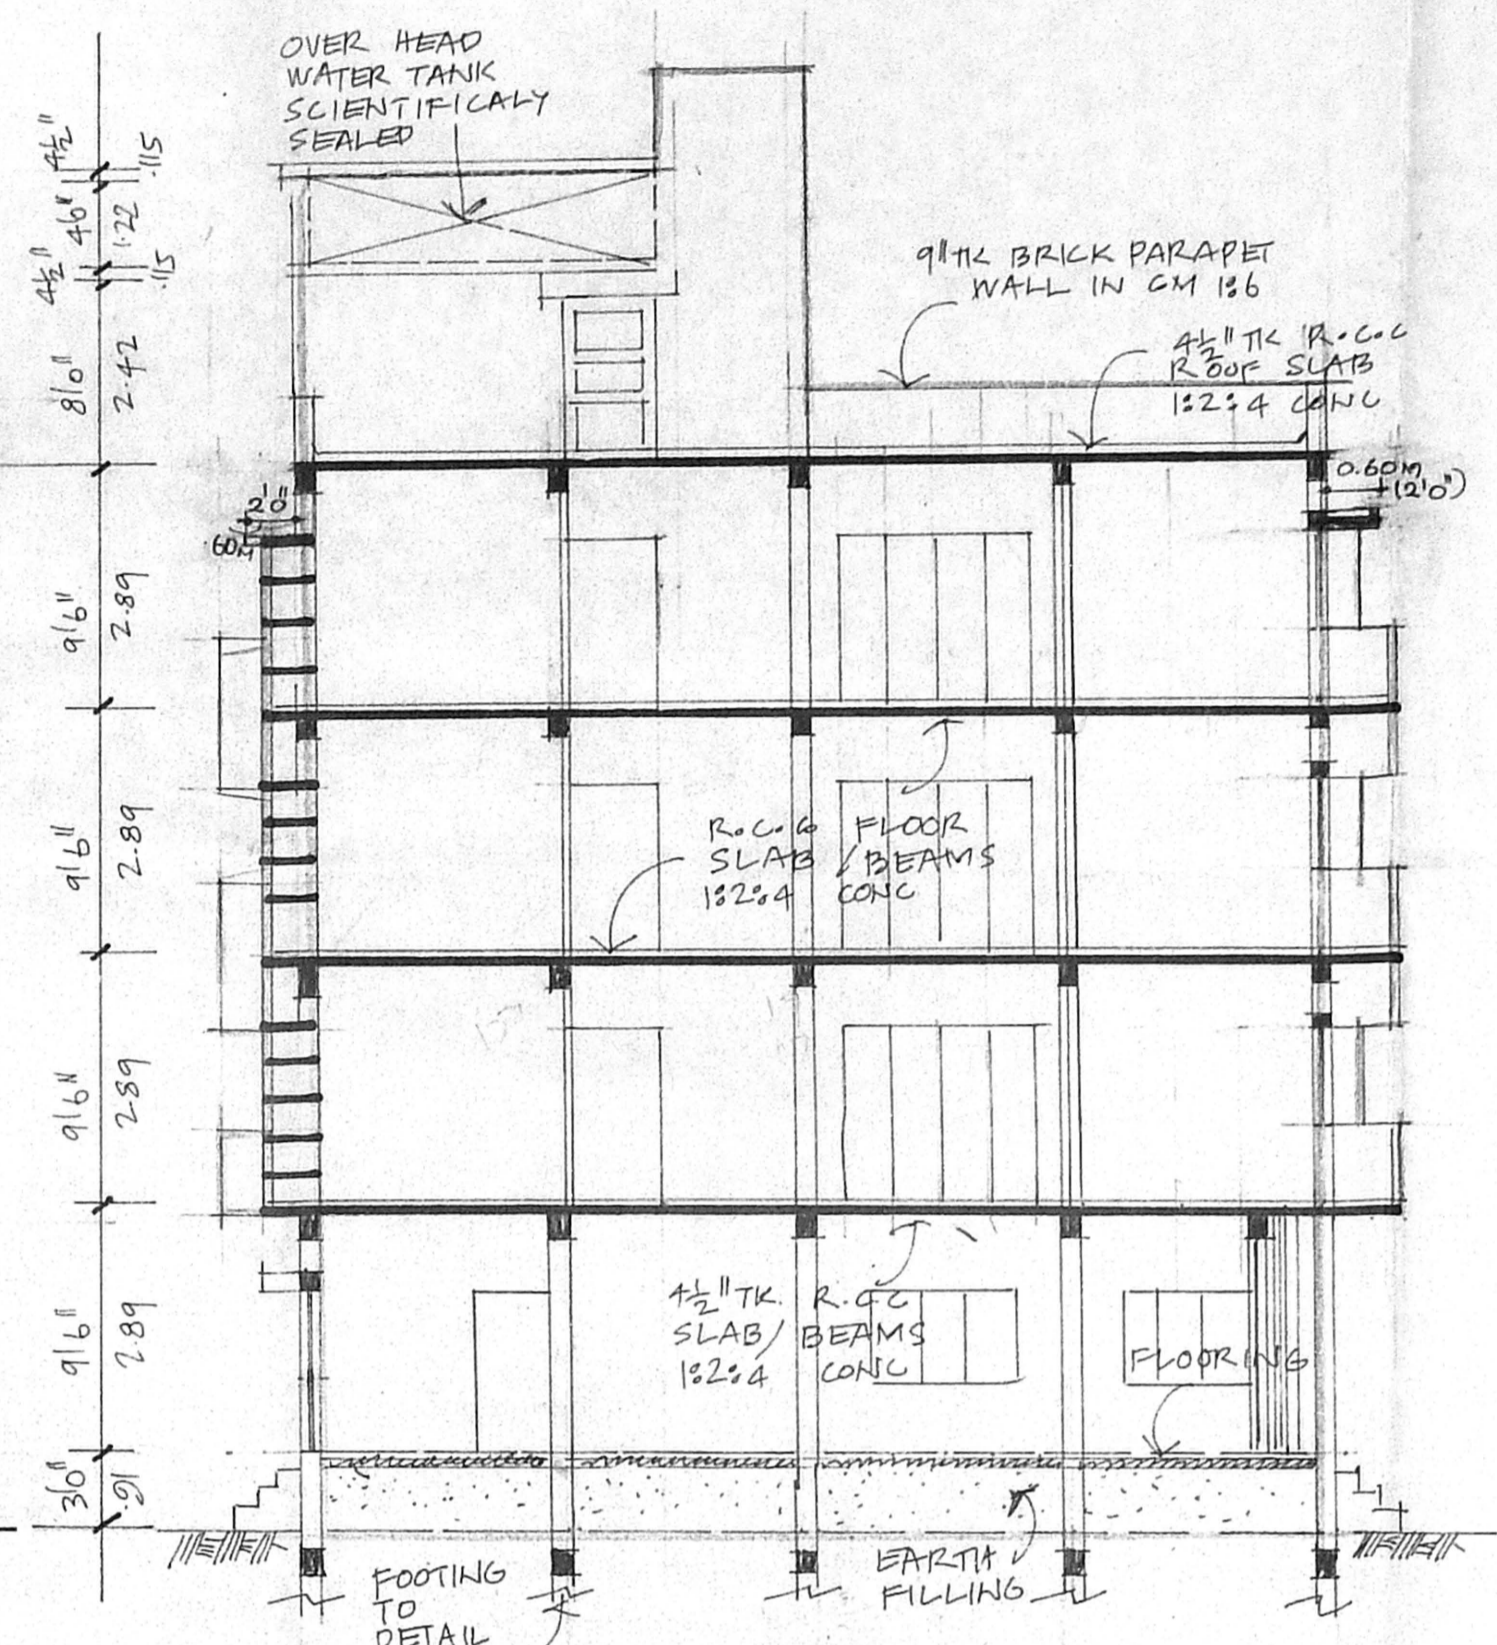 OVER HEAD
WATER TANK
SCIENTIFICALY
SEALED
4½"
.115
4'6"
1.22
4½"
.115
8'0"
2.42
9" TK BRICK PARAPET
WALL IN CM 1:6
4½" TK R.C.C
ROOF SLAB
1:2:4 CONC
2'0"
.60M
0.60M
(2'0")
9'6"
2.89
9'6"
2.89
R.C.C FLOOR
SLAB / BEAMS
1:2:4 CONC
9'6"
2.89
4½" TK. R.C.C
SLAB/ BEAMS
1:2:4 CONC
FLOORING
9'6"
2.89
3'0"
.91
EARTH
FILLING
FOOTING
TO
DETAIL